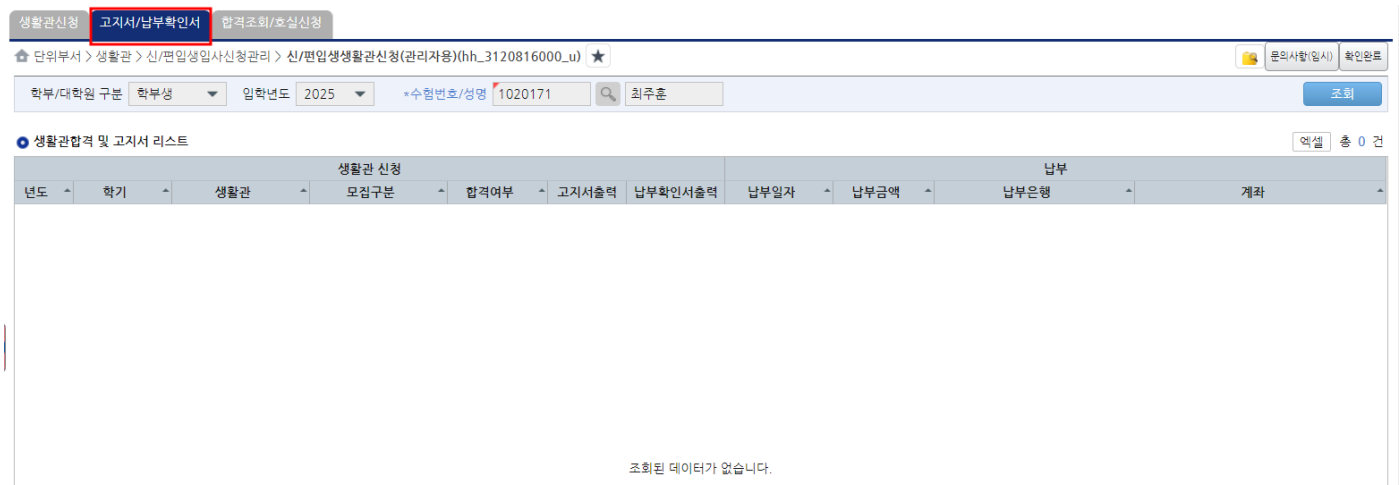 생활관신청 고지서/납부확인서 합격조회/호실신청
단위부서 > 생활관 > 신/편입생입사신청관리 > 신/편입생생활관신청(관리자용)(hh_3120816000_u) ★ 문의사항(임시) 확인완료
학부/대학원 구분 학부생 입학년도 2025 *수험번호/성명 1020171 최주훈 조회
생활관합격 및 고지서 리스트 엑셀 총 0 건
생활관 신청 납부
년도 학기 생활관 모집구분 합격여부 고지서출력 납부확인서출력 납부일자 납부금액 납부은행 계좌
조회된 데이터가 없습니다.